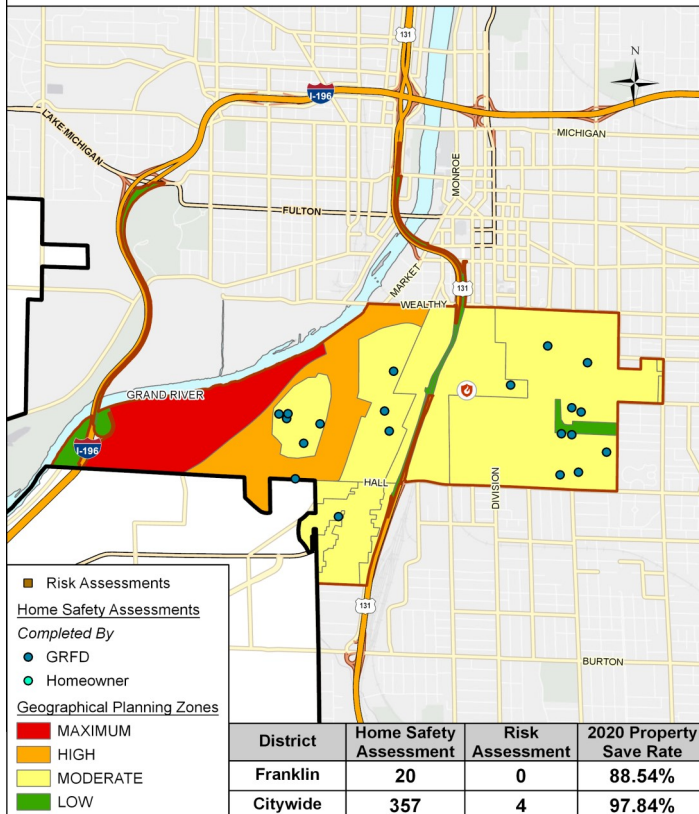 131
N
I-196
LAKE MICHIGAN
MICHIGAN
MONROE
FULTON
MARKET
131
WEALTHY
GRAND RIVER
I-196
HALL
DIVISION
131
BURTON
Risk Assessments
Home Safety Assessments
Completed By
GRFD
Homeowner
Geographical Planning Zones
MAXIMUM
HIGH
MODERATE
LOW
District Home Safety Assessment Risk Assessment 2020 Property Save Rate
Franklin 20 0 88.54%
Citywide 357 4 97.84%